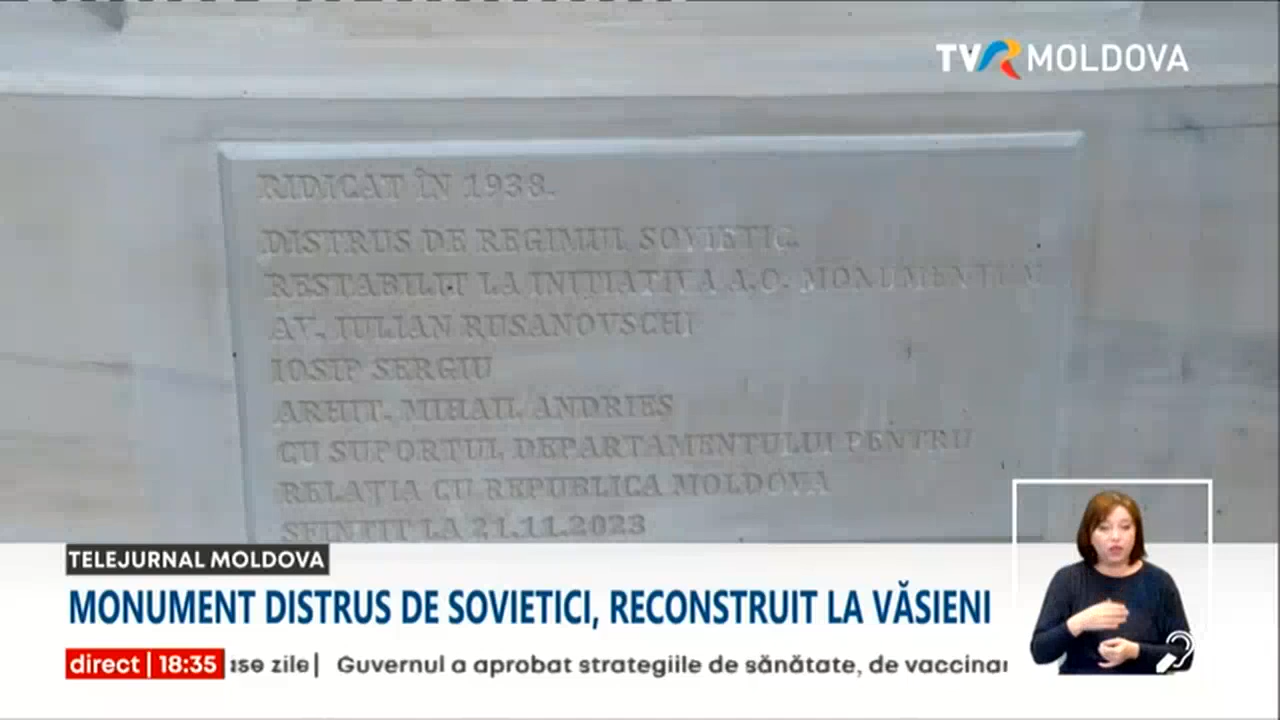 TVR MOLDOVA
RIDICAT ÎN 1938.
DISTRUS DE REGIMUL SOVIETIC.
RESTABILIT LA INIȚIATIVA A.O. MONUMENTUM
AV. IULIAN RUSANOVSCHI
IOSIP SERGIU
ARHIT. MIHAIL ANDRIEȘ
CU SUPORTUL DEPARTAMENTULUI PENTRU
RELAȚIA CU REPUBLICA MOLDOVA
SFINȚIT LA 21.11.2023
TELEJURNAL MOLDOVA
MONUMENT DISTRUS DE SOVIETICI, RECONSTRUIT LA VĂSIENI
direct | 18:35 zile | Guvernul a aprobat strategiile de sănătate, de